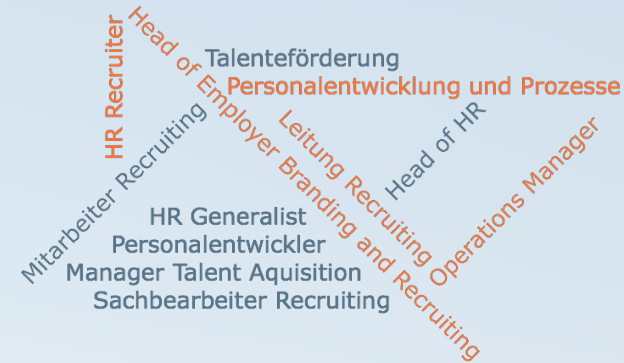 HR Recruiter
Head of Employer Branding and Recruiting
Talenteförderung
Personalentwicklung und Prozesse
Mitarbeiter Recruiting
Leitung Recruiting
Head of HR
Operations Manager
HR Generalist
Personalentwickler
Manager Talent Aquisition
Sachbearbeiter Recruiting